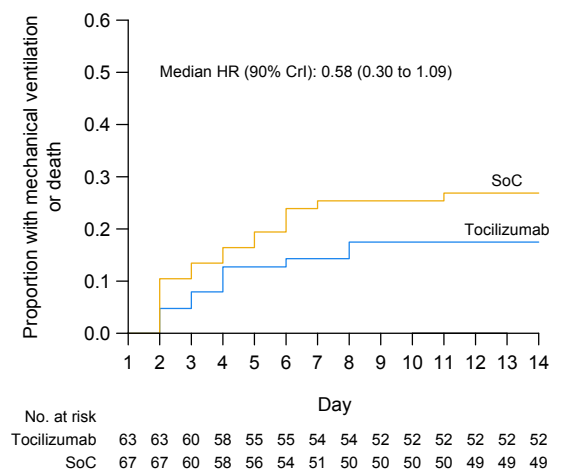 Proportion with mechanical ventilation
or death
0.6
0.5
0.4
0.3
0.2
0.1
0.0
Median HR (90% CrI): 0.58 (0.30 to 1.09)
SoC
Tocilizumab
1 2 3 4 5 6 7 8 9 10 11 12 13 14
Day
No. at risk
Tocilizumab 63 63 60 58 55 55 54 54 52 52 52 52 52 52
SoC 67 67 60 58 56 54 51 50 50 50 50 49 49 49